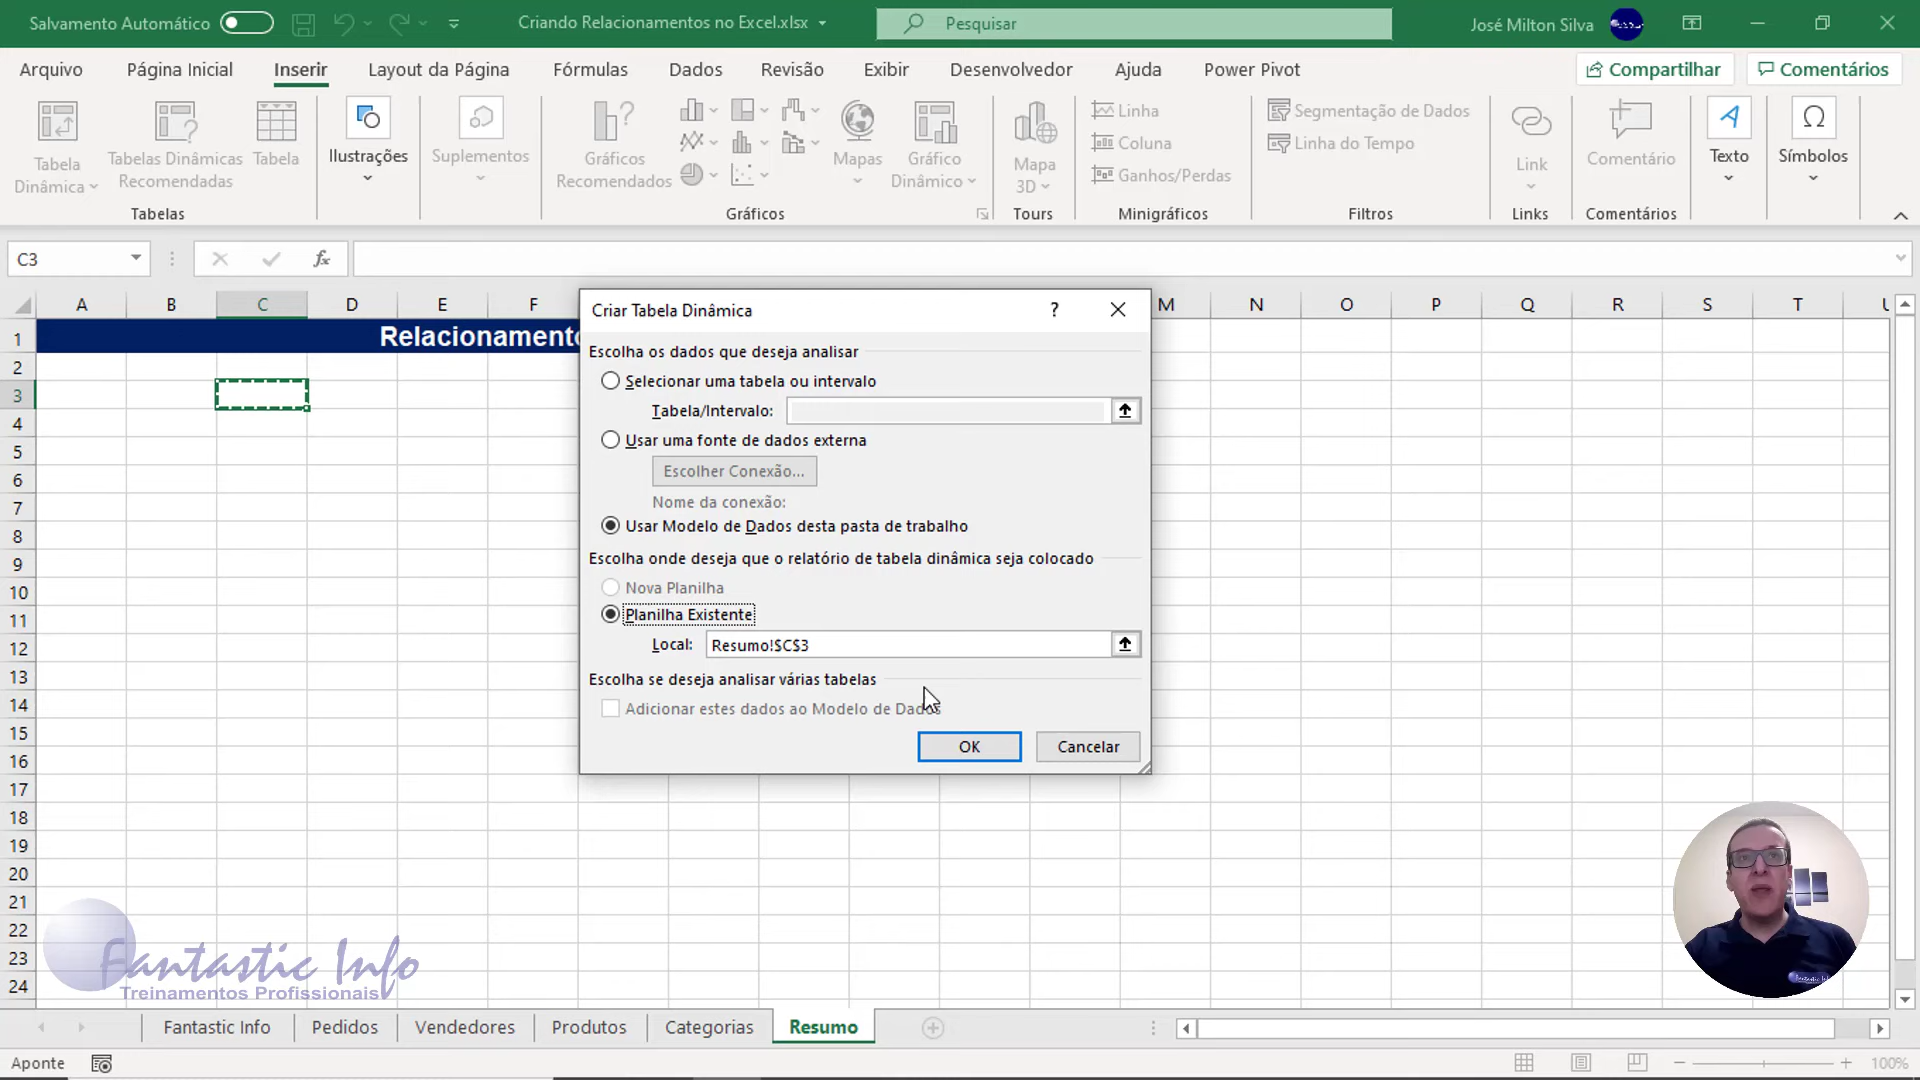 Salvamento Automático
Criando Relacionamentos no Excel.xlsx
Pesquisar
José Milton Silva
Arquivo
Página Inicial
Inserir
Layout da Página
Fórmulas
Dados
Revisão
Exibir
Desenvolvedor
Ajuda
Power Pivot
Compartilhar
Comentários
Tabela
Dinâmica
Tabelas Dinâmicas
Recomendadas
Tabela
Tabelas
Ilustrações
Suplementos
Gráficos
Recomendados
Mapas
Gráfico
Dinâmico
Gráficos
Mapa
3D
Tours
Linha
Coluna
Ganhos/Perdas
Minigráficos
Segmentação de Dados
Linha do Tempo
Filtros
Link
Links
Comentário
Comentários
Texto
Símbolos
C3
fx
A B C D E F M N O P Q R S T U
1 Relacionamento
2
3
4
5
6
7
8
9
10
11
12
13
14
15
16
17
18
19
20
21
22
23
24
Criar Tabela Dinâmica
?
Escolha os dados que deseja analisar
Selecionar uma tabela ou intervalo
Tabela/Intervalo:
Usar uma fonte de dados externa
Escolher Conexão...
Nome da conexão:
Usar Modelo de Dados desta pasta de trabalho
Escolha onde deseja que o relatório de tabela dinâmica seja colocado
Nova Planilha
Planilha Existente
Local: Resumo!$C$3
Escolha se deseja analisar várias tabelas
Adicionar estes dados ao Modelo de Dados
OK
Cancelar
Fantastic Info
Treinamentos Profissionais
Fantastic Info
Pedidos
Vendedores
Produtos
Categorias
Resumo
Aponte
100%